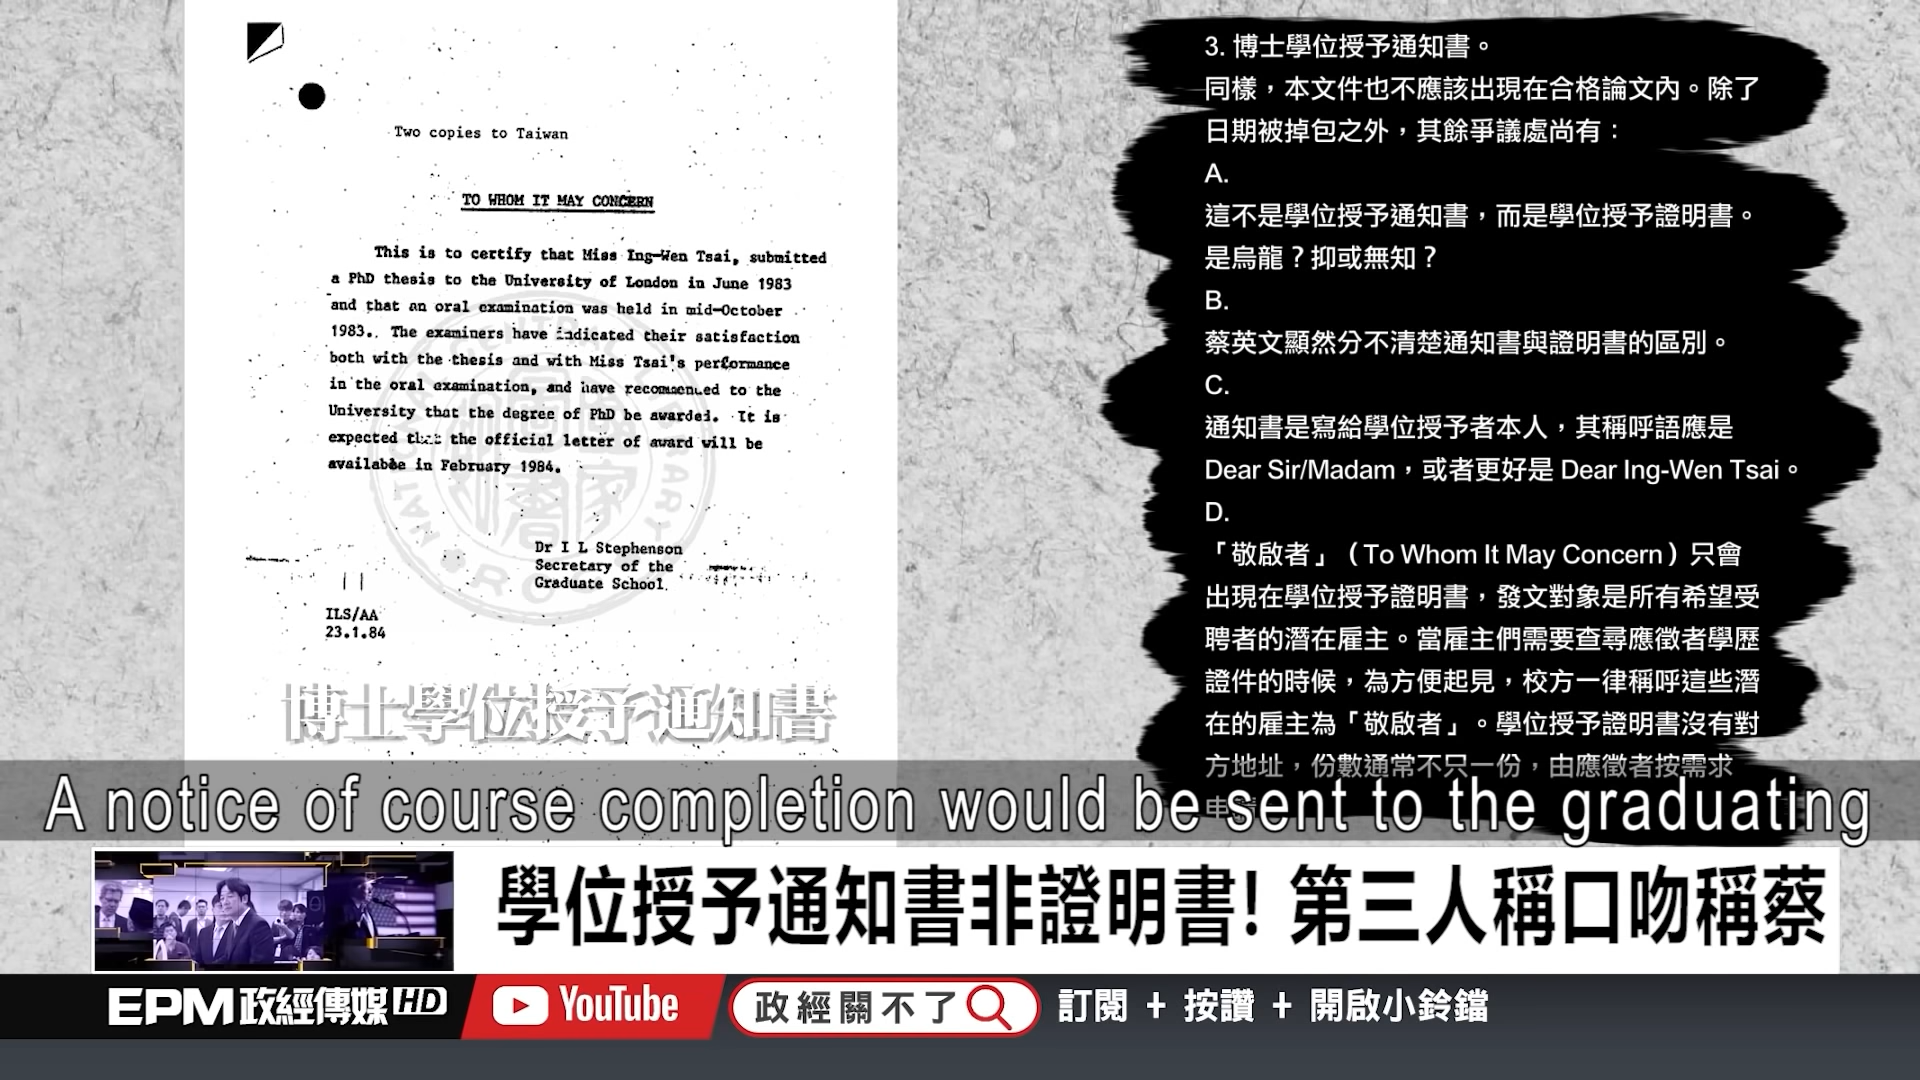 Two copies to Taiwan
TO WHOM IT MAY CONCERN
This is to certify that Miss Ing-Wen Tsai, submitted
a PhD thesis to the University of London in June 1983
and that an oral examination was held in mid-October
1983. The examiners have indicated their satisfaction
both with the thesis and with Miss Tsai's performance
in the oral examination, and have recommended to the
University that the degree of PhD be awarded. It is
expected that the official letter of award will be
available in February 1984.
Dr I L Stephenson
Secretary of the
Graduate School.
ILS/AA
23.1.84
博士學位授予通知書
3. 博士學位授予通知書。
同樣，本文件也不應該出現在合格論文內。除了
日期被掉包之外，其餘爭議處尚有：
A.
這不是學位授予通知書，而是學位授予證明書。
是烏龍？抑或無知？
B.
蔡英文顯然分不清楚通知書與證明書的區別。
C.
通知書是寫給學位授予者本人，其稱呼語應是
Dear Sir/Madam，或者更好是 Dear Ing-Wen Tsai。
D.
「敬啟者」（To Whom It May Concern）只會
出現在學位授予證明書，發文對象是所有希望受
聘者的潛在雇主。當雇主們需要查尋應徵者學歷
證件的時候，為方便起見，校方一律稱呼這些潛
在的雇主為「敬啟者」。學位授予證明書沒有對
方地址，份數通常不只一份，由應徵者按需求
A notice of course completion would be sent to the graduating
學位授予通知書非證明書! 第三人稱口吻稱蔡
EPM政經傳媒HD
YouTube
政經關不了
訂閱 + 按讚 + 開啟小鈴鐺